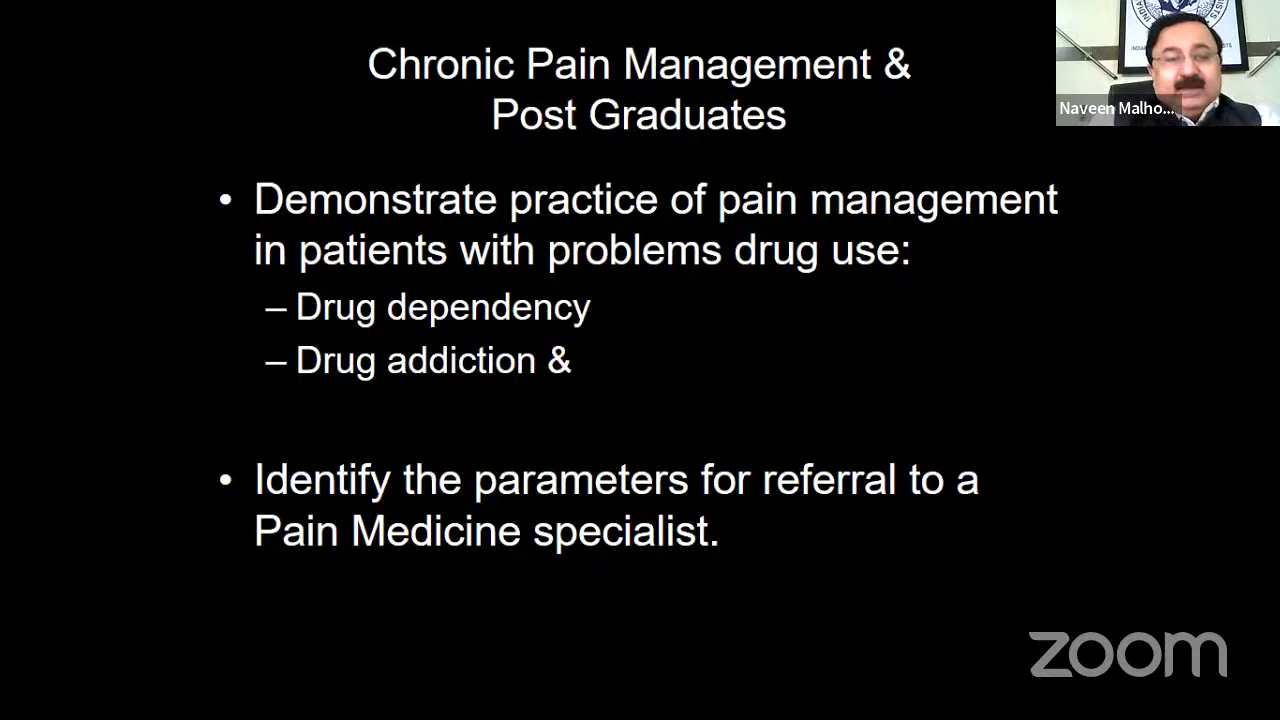 Chronic Pain Management &
Post Graduates
Naveen Malho...
• Demonstrate practice of pain management
in patients with problems drug use:
– Drug dependency
– Drug addiction &
• Identify the parameters for referral to a
Pain Medicine specialist.
zoom